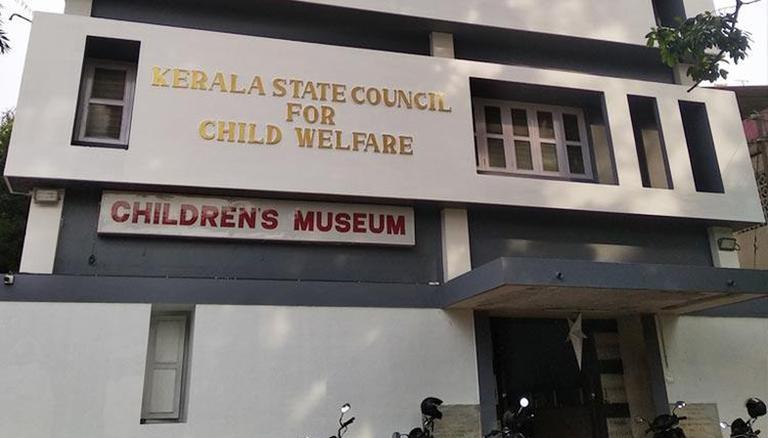 KERALA STATE COUNCIL
FOR
CHILD WELFARE
CHILDREN'S MUSEUM